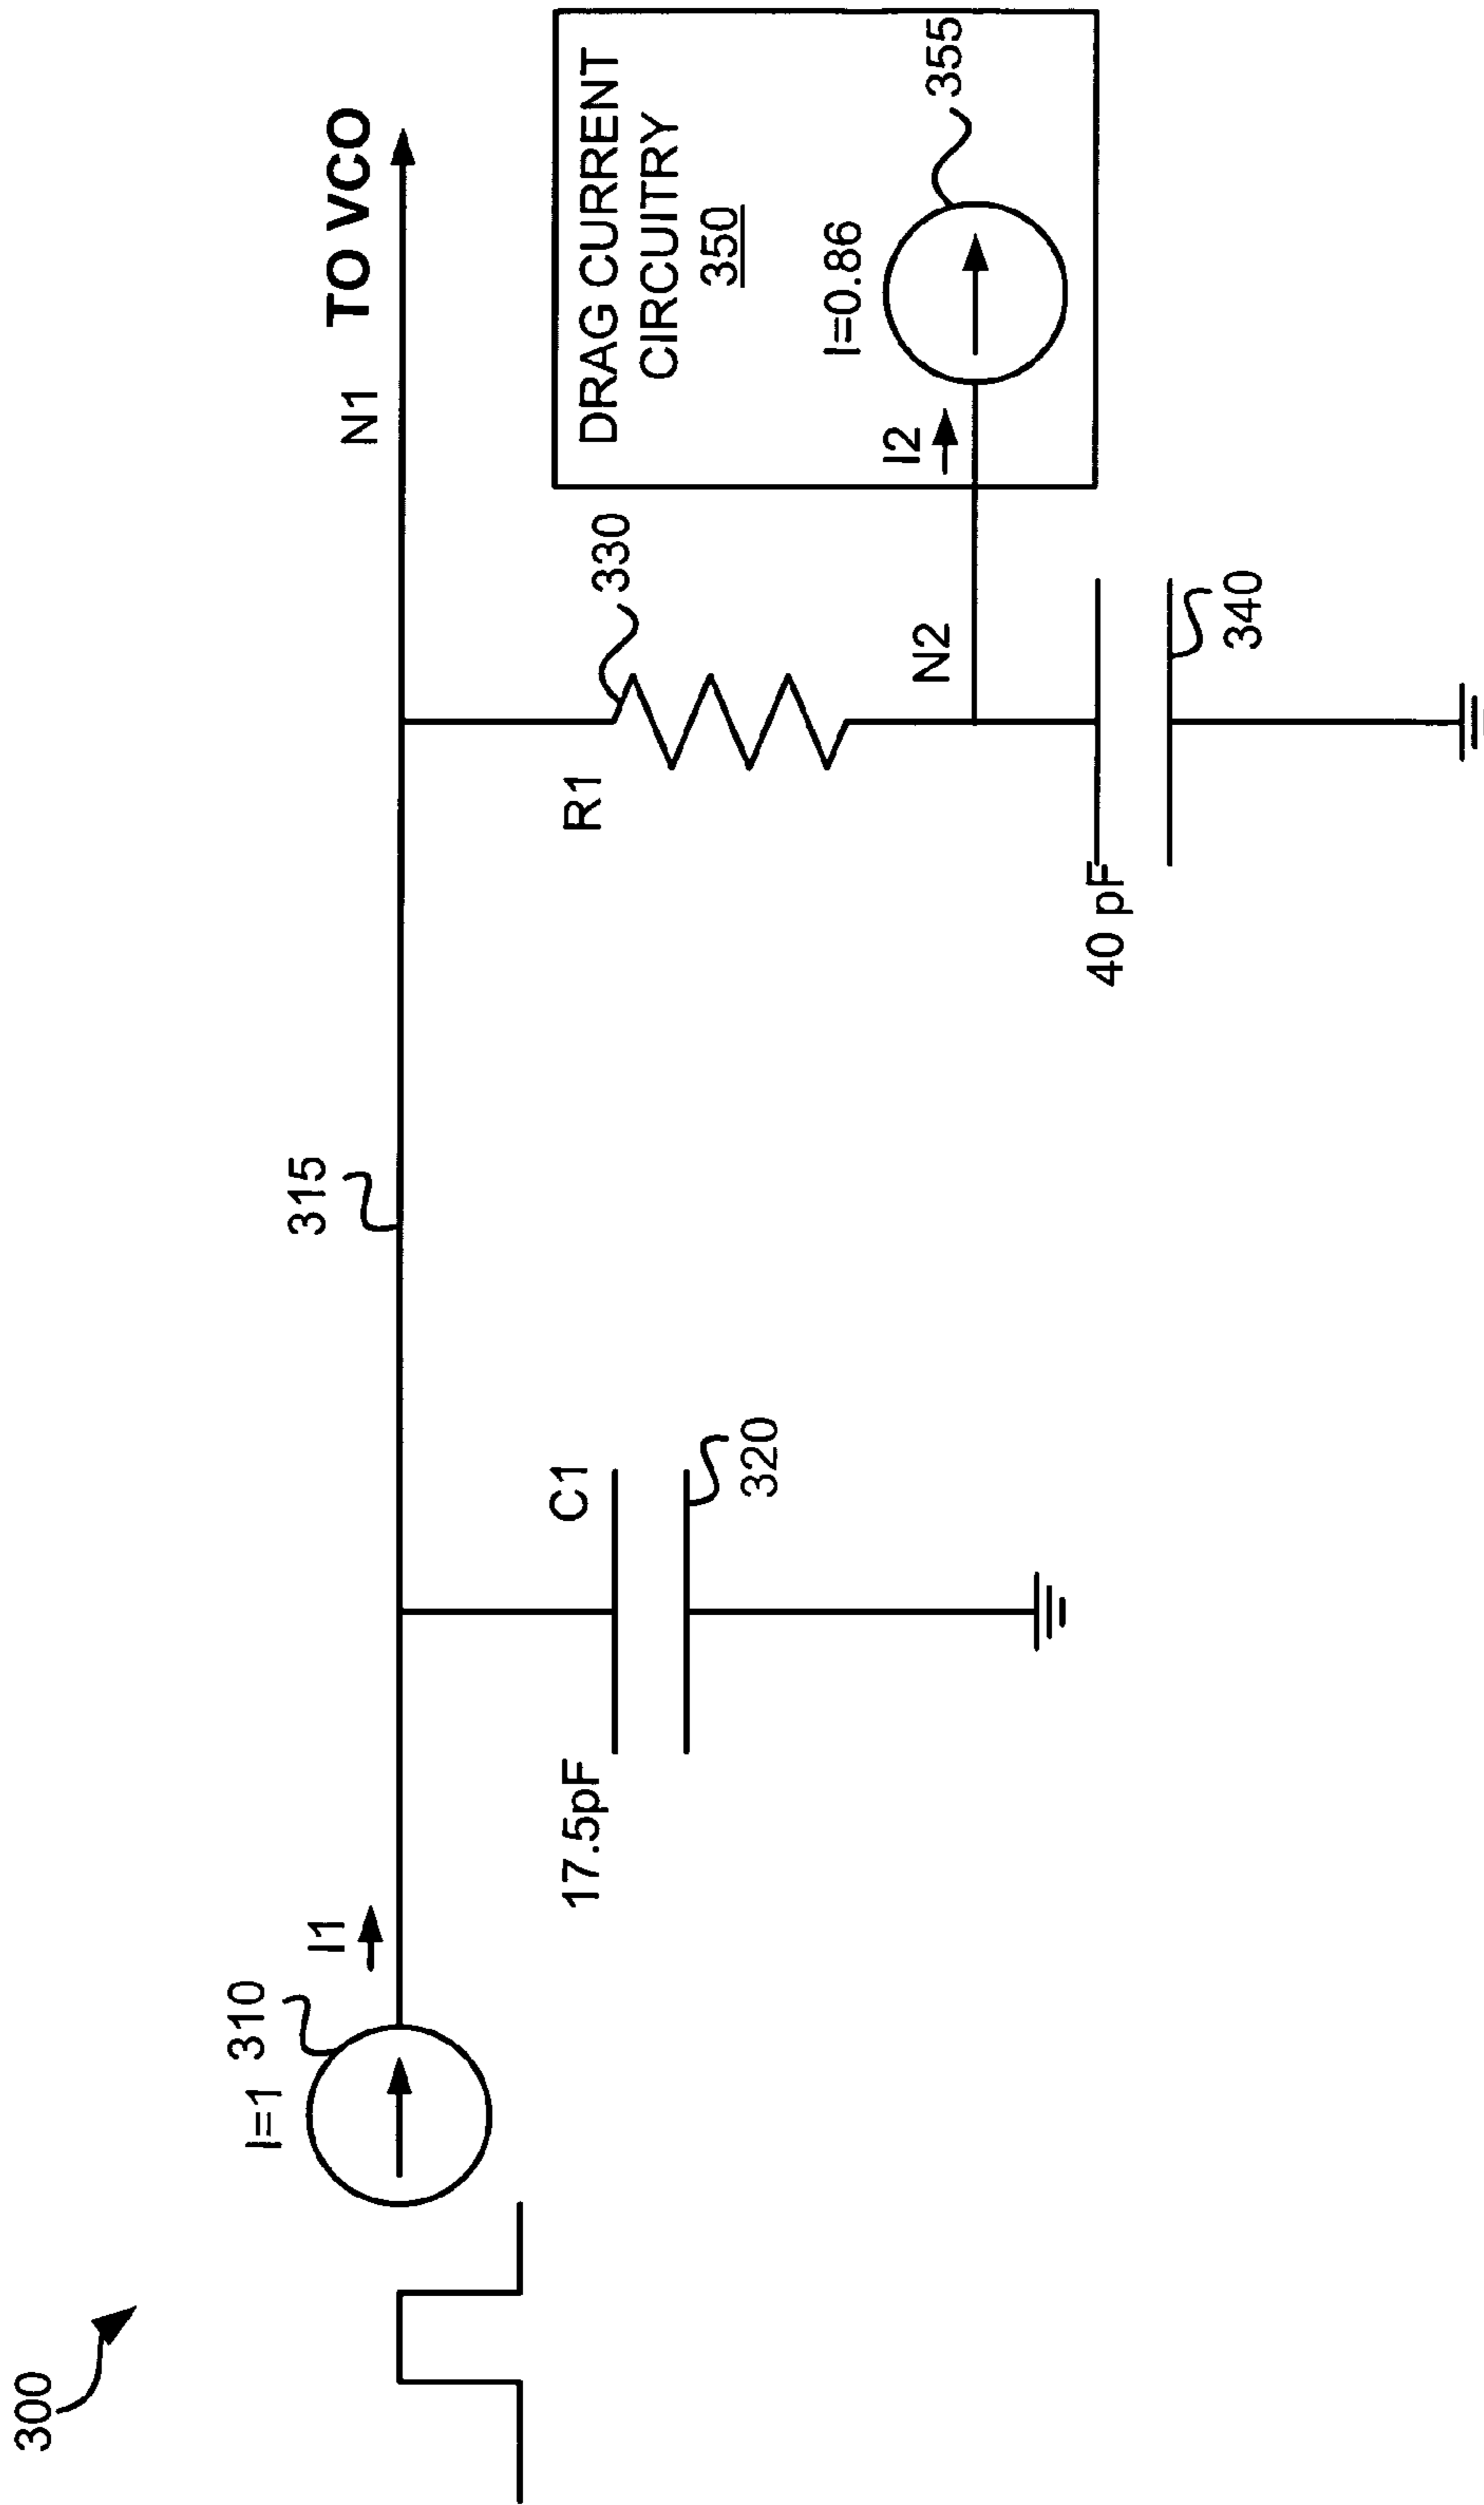 300
I=1
310
I1
17.5pF
C1
320
315
N1
TO VCO
R1
330
40 pF
340
N2
DRAG CURRENT
CIRCUITRY
350
I2
I=0.86
355